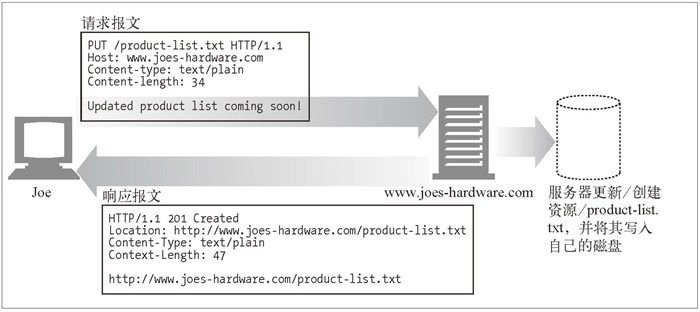 请求报文
PUT /product-list.txt HTTP/1.1
Host: www.joes-hardware.com
Content-type: text/plain
Content-length: 34
Updated product list coming soon!
Joe
www.joes-hardware.com
服务器更新/创建
资源/product-list.
txt，并将其写入
自己的磁盘
响应报文
HTTP/1.1 201 Created
Location: http://www.joes-hardware.com/product-list.txt
Content-Type: text/plain
Context-Length: 47
http://www.joes-hardware.com/product-list.txt